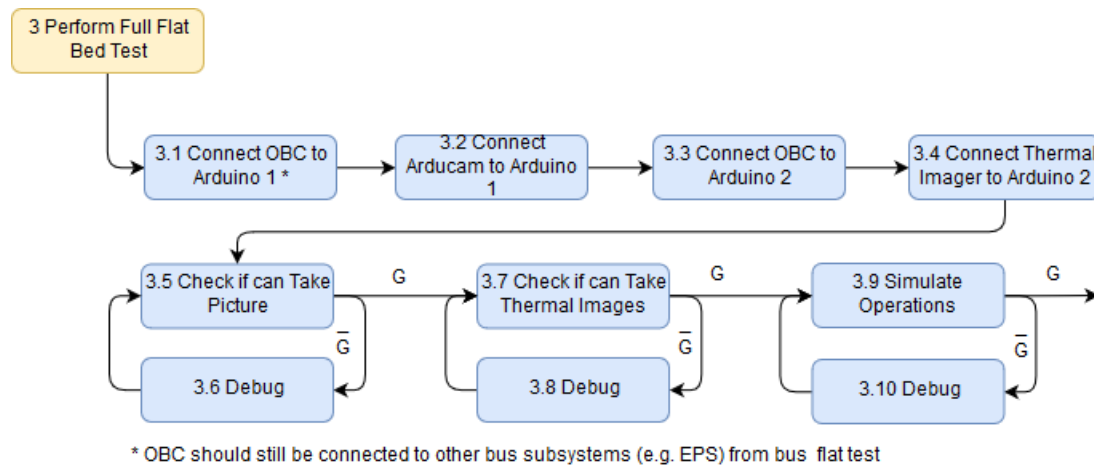 3 Perform Full Flat
Bed Test
3.1 Connect OBC to
Arduino 1 *
3.2 Connect
Arducam to Arduino
1
3.3 Connect OBC to
Arduino 2
3.4 Connect Thermal
Imager to Arduino 2
3.5 Check if can Take
Picture
G
3.7 Check if can Take
Thermal Images
G
3.9 Simulate
Operations
G
G̅
G̅
G̅
3.6 Debug
3.8 Debug
3.10 Debug
* OBC should still be connected to other bus subsystems (e.g. EPS) from bus flat test